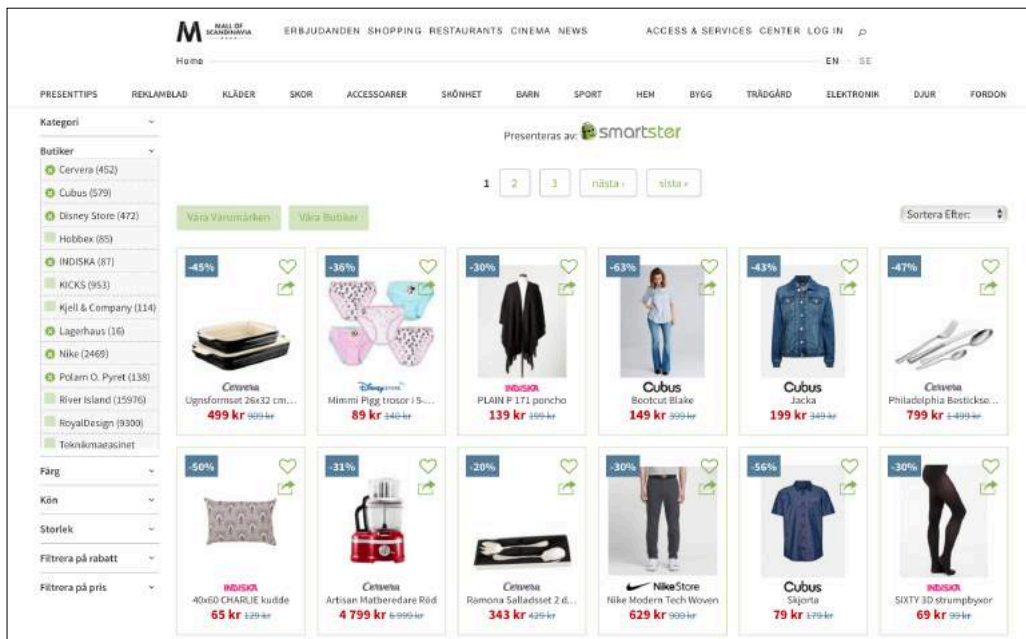 M MALL OF SCANDINAVIA
ERBJUDANDEN SHOPPING RESTAURANTS CINEMA NEWS ACCESS & SERVICES CENTER LOG IN
Home EN SE
PRESENTTIPS REKLAMBLAD KLÄDER SKOR ACCESSOARER SKÖNHET BARN SPORT HEM BYGG TRÄDGÅRD ELEKTRONIK DJUR FORDON
Kategori
Butiker
Cervera (452)
Cubus (579)
Disney Store (472)
Hobbex (85)
INDISKA (87)
KICKS (953)
Kjell & Company (114)
Lagerhaus (16)
Nike (2469)
Polarn O. Pyret (138)
River Island (15976)
RoyalDesign (9300)
Teknikmagasinet
Färg
Kön
Storlek
Filtrera på rabatt
Filtrera på pris
Presenteras av: smartster
1 2 3 nästa › sista »
Våra Varumärken Våra Butiker Sortera Efter:
-45% -36% -30% -63% -43% -47%
Cervera Disney STORE INDISKA Cubus Cubus Cervera
Ugnsformset 26x32 cm... Mimmi Pigg trosor i 5-... PLAIN P 171 poncho Bootcut Blake Jacka Philadelphia Bestickse...
499 kr 909 kr 89 kr 140 kr 139 kr 199 kr 149 kr 399 kr 199 kr 349 kr 799 kr 1 499 kr
-50% -31% -20% -30% -56% -30%
INDISKA Cervera Cervera Nike Store Cubus INDISKA
40x60 CHARLIE kudde Artisan Matberedare Röd Ramona Salladsset 2 d... Nike Modern Tech Woven Skjorta SIXTY 3D strumpbyxor
65 kr 129 kr 4 799 kr 6 999 kr 343 kr 429 kr 629 kr 900 kr 79 kr 179 kr 69 kr 99 kr